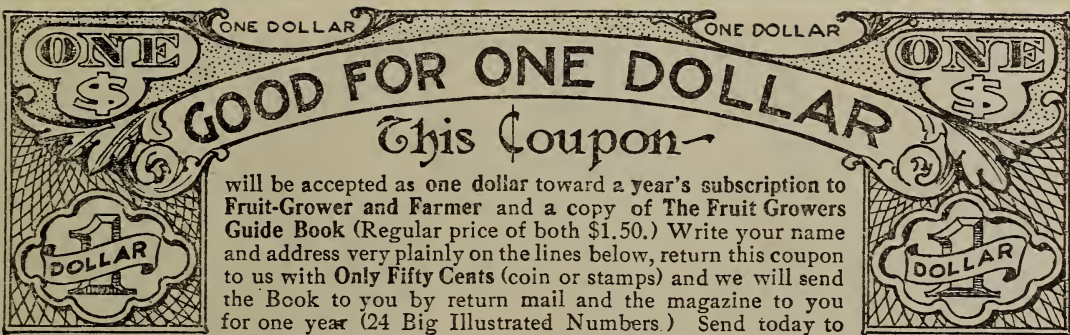 ONE DOLLAR ONE DOLLAR
ONE $ ONE $
GOOD FOR ONE DOLLAR
This Coupon—
will be accepted as one dollar toward a year's subscription to
Fruit-Grower and Farmer and a copy of The Fruit Growers
Guide Book (Regular price of both $1.50.) Write your name
and address very plainly on the lines below, return this coupon
to us with Only Fifty Cents (coin or stamps) and we will send
the Book to you by return mail and the magazine to you
for one year (24 Big Illustrated Numbers.) Send today to
1 DOLLAR 1 DOLLAR